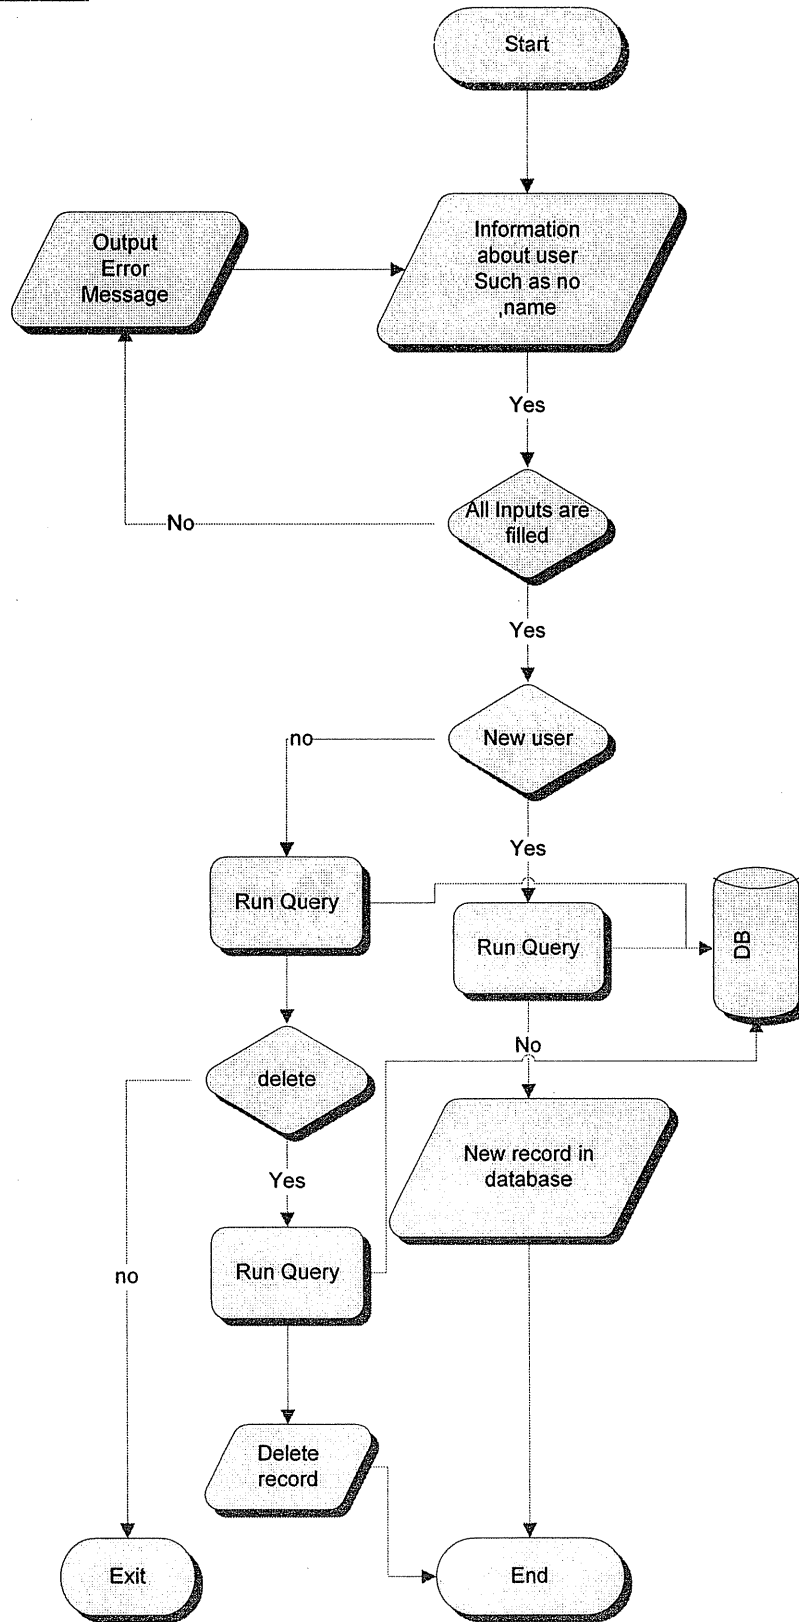 Start
Output
Error
Message
Information
about user
Such as no
,name
Yes
All Inputs are
filled
No
Yes
New user
no
Yes
Run Query
Run Query
DB
No
delete
Yes
New record in
database
Run Query
no
Delete
record
Exit
End